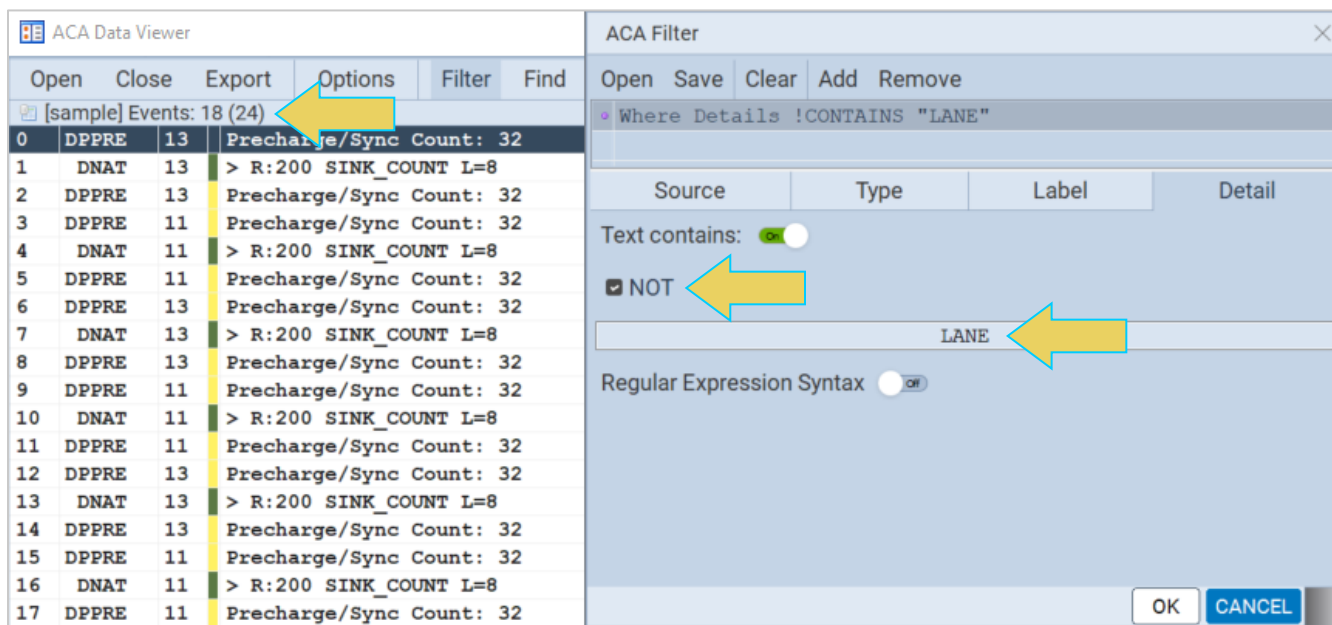 ACA Data Viewer
Open Close Export Options Filter Find
[sample] Events: 18 (24)
0 DPPRE 13 Precharge/Sync Count: 32
1 DNAT 13 > R:200 SINK_COUNT L=8
2 DPPRE 13 Precharge/Sync Count: 32
3 DPPRE 11 Precharge/Sync Count: 32
4 DNAT 11 > R:200 SINK_COUNT L=8
5 DPPRE 11 Precharge/Sync Count: 32
6 DPPRE 13 Precharge/Sync Count: 32
7 DNAT 13 > R:200 SINK_COUNT L=8
8 DPPRE 13 Precharge/Sync Count: 32
9 DPPRE 11 Precharge/Sync Count: 32
10 DNAT 11 > R:200 SINK_COUNT L=8
11 DPPRE 11 Precharge/Sync Count: 32
12 DPPRE 13 Precharge/Sync Count: 32
13 DNAT 13 > R:200 SINK_COUNT L=8
14 DPPRE 13 Precharge/Sync Count: 32
15 DPPRE 11 Precharge/Sync Count: 32
16 DNAT 11 > R:200 SINK_COUNT L=8
17 DPPRE 11 Precharge/Sync Count: 32
ACA Filter
Open Save Clear Add Remove
Where Details !CONTAINS "LANE"
Source Type Label Detail
Text contains: On
NOT
LANE
Regular Expression Syntax Off
OK CANCEL